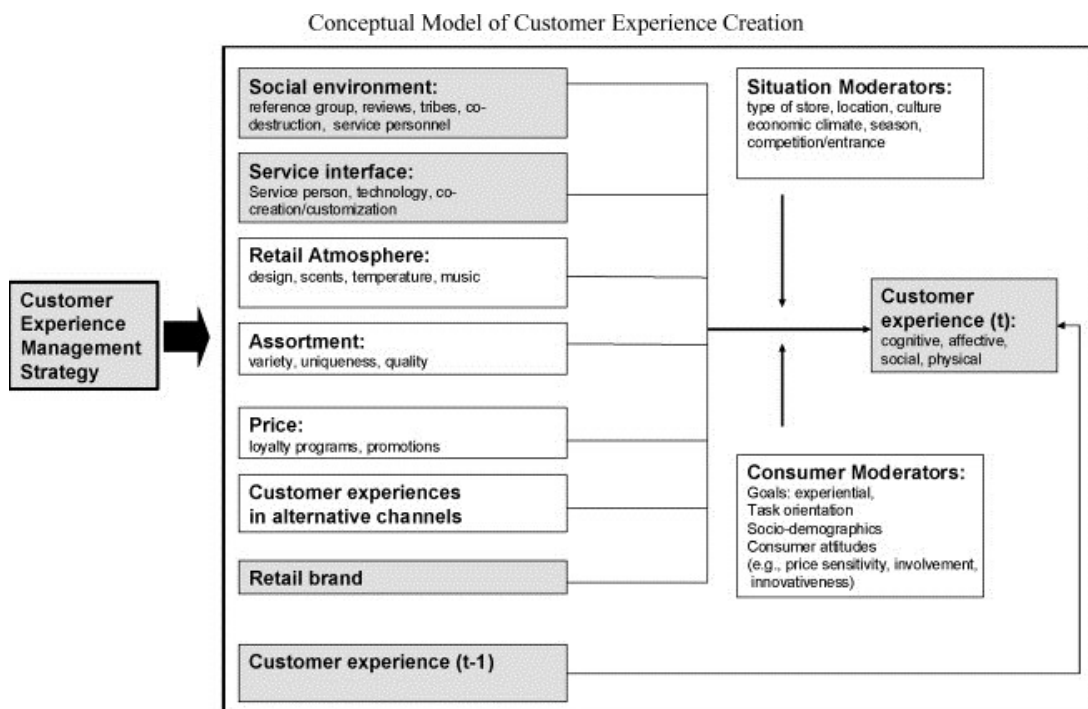 Conceptual Model of Customer Experience Creation
Customer
Experience
Management
Strategy
Social environment:
reference group, reviews, tribes, co-
destruction, service personnel
Service interface:
Service person, technology, co-
creation/customization
Retail Atmosphere:
design, scents, temperature, music
Assortment:
variety, uniqueness, quality
Price:
loyalty programs, promotions
Customer experiences
in alternative channels
Retail brand
Customer experience (t-1)
Situation Moderators:
type of store, location, culture
economic climate, season,
competition/entrance
Customer
experience (t):
cognitive, affective,
social, physical
Consumer Moderators:
Goals: experiential,
Task orientation
Socio-demographics
Consumer attitudes
(e.g., price sensitivity, involvement,
innovativeness)